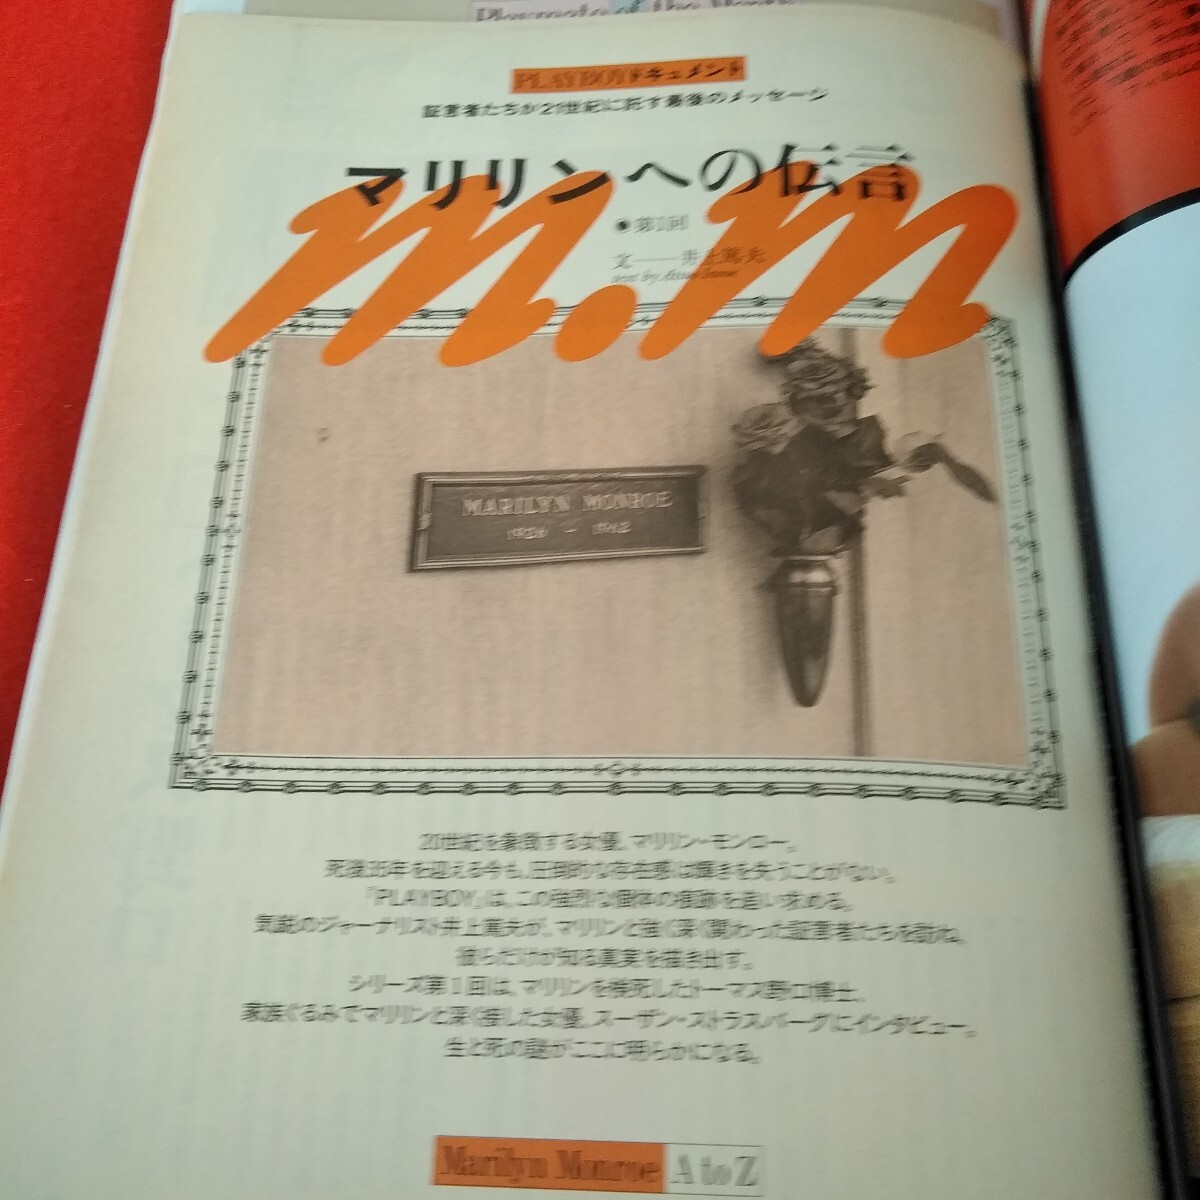 Playmate of the Month
PLAYBOYドキュメント
証言者たちが21世紀に託す最後のメッセージ
マリリンへの伝言
m.m
●第1回
文——井上篤夫
text by Atsuo Inoue
MARILYN MONROE
1926 - 1962
20世紀を象徴する女優、マリリン・モンロー。
死後35年を迎える今も、圧倒的な存在感は輝きを失うことがない。
「PLAYBOY」は、この強烈な個体の痕跡を追い求める。
気鋭のジャーナリスト井上篤夫が、マリリンと強く深く関わった証言者たちを訪ね、
彼らだけが知る真実を描き出す。
シリーズ第1回は、マリリンを検死したトーマス野口博士、
家族ぐるみでマリリンと深く接した女優、スーザン・ストラスバーグにインタビュー。
生と死の謎がここに明らかになる。
Marilyn Monroe A to Z